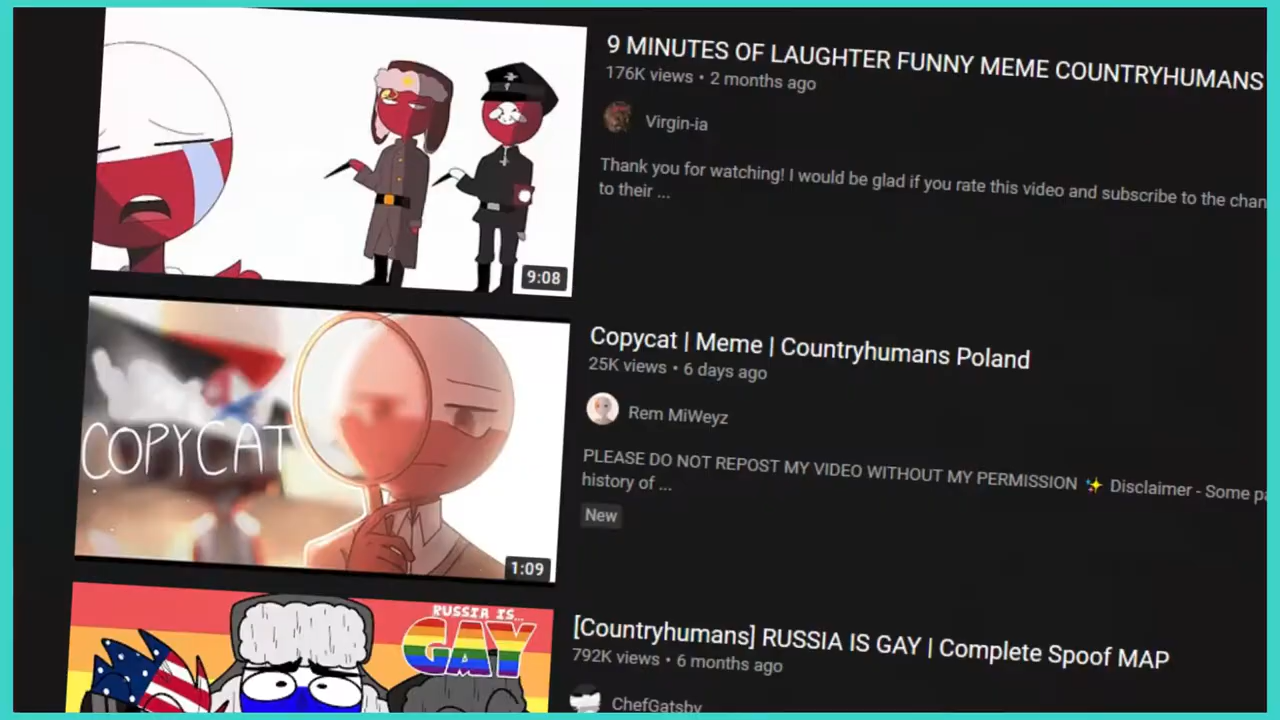 9 MINUTES OF LAUGHTER FUNNY MEME COUNTRYHUMANS
176K views • 2 months ago
Virgin-ia
Thank you for watching! I would be glad if you rate this video and subscribe to the chan
to their ...
9:08
Copycat | Meme | Countryhumans Poland
25K views • 6 days ago
Rem MiWeyz
PLEASE DO NOT REPOST MY VIDEO WITHOUT MY PERMISSION ✨ Disclaimer - Some pa
history of ...
New
COPYCAT
1:09
RUSSIA IS...
GAY
[Countryhumans] RUSSIA IS GAY | Complete Spoof MAP
792K views • 6 months ago
ChefGatsby